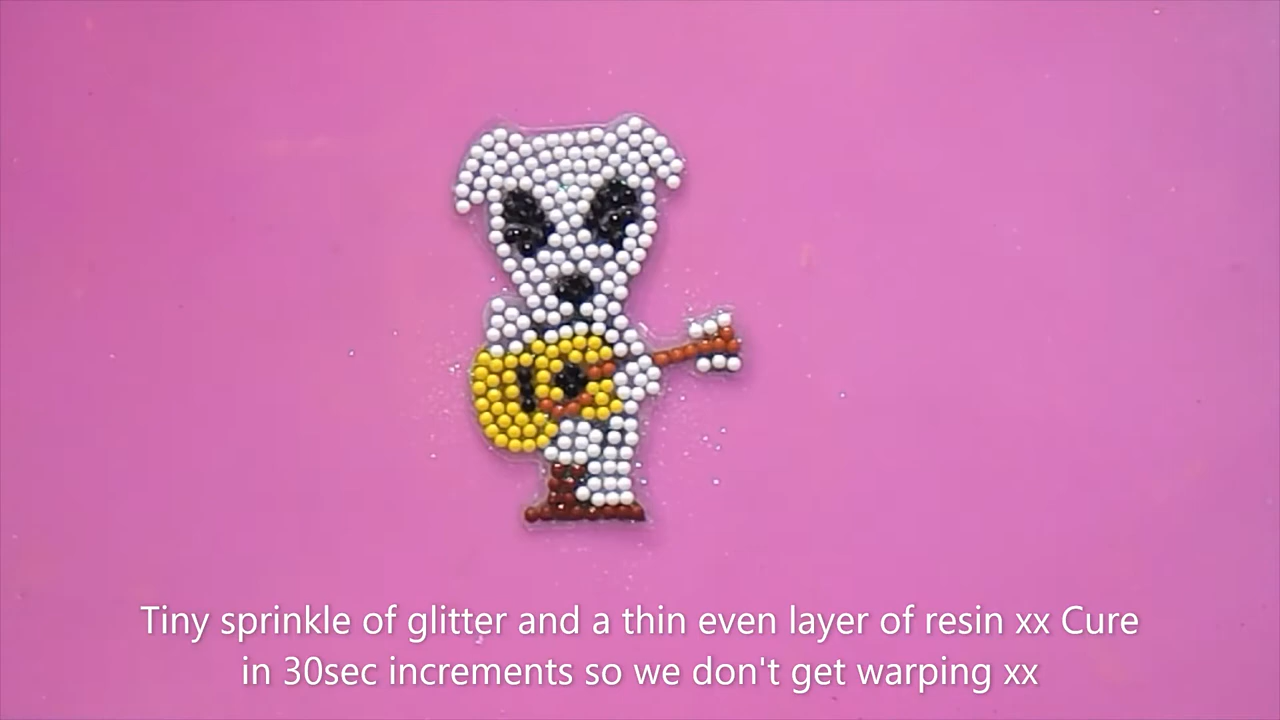 Tiny sprinkle of glitter and a thin even layer of resin xx Cure
in 30sec increments so we don't get warping xx